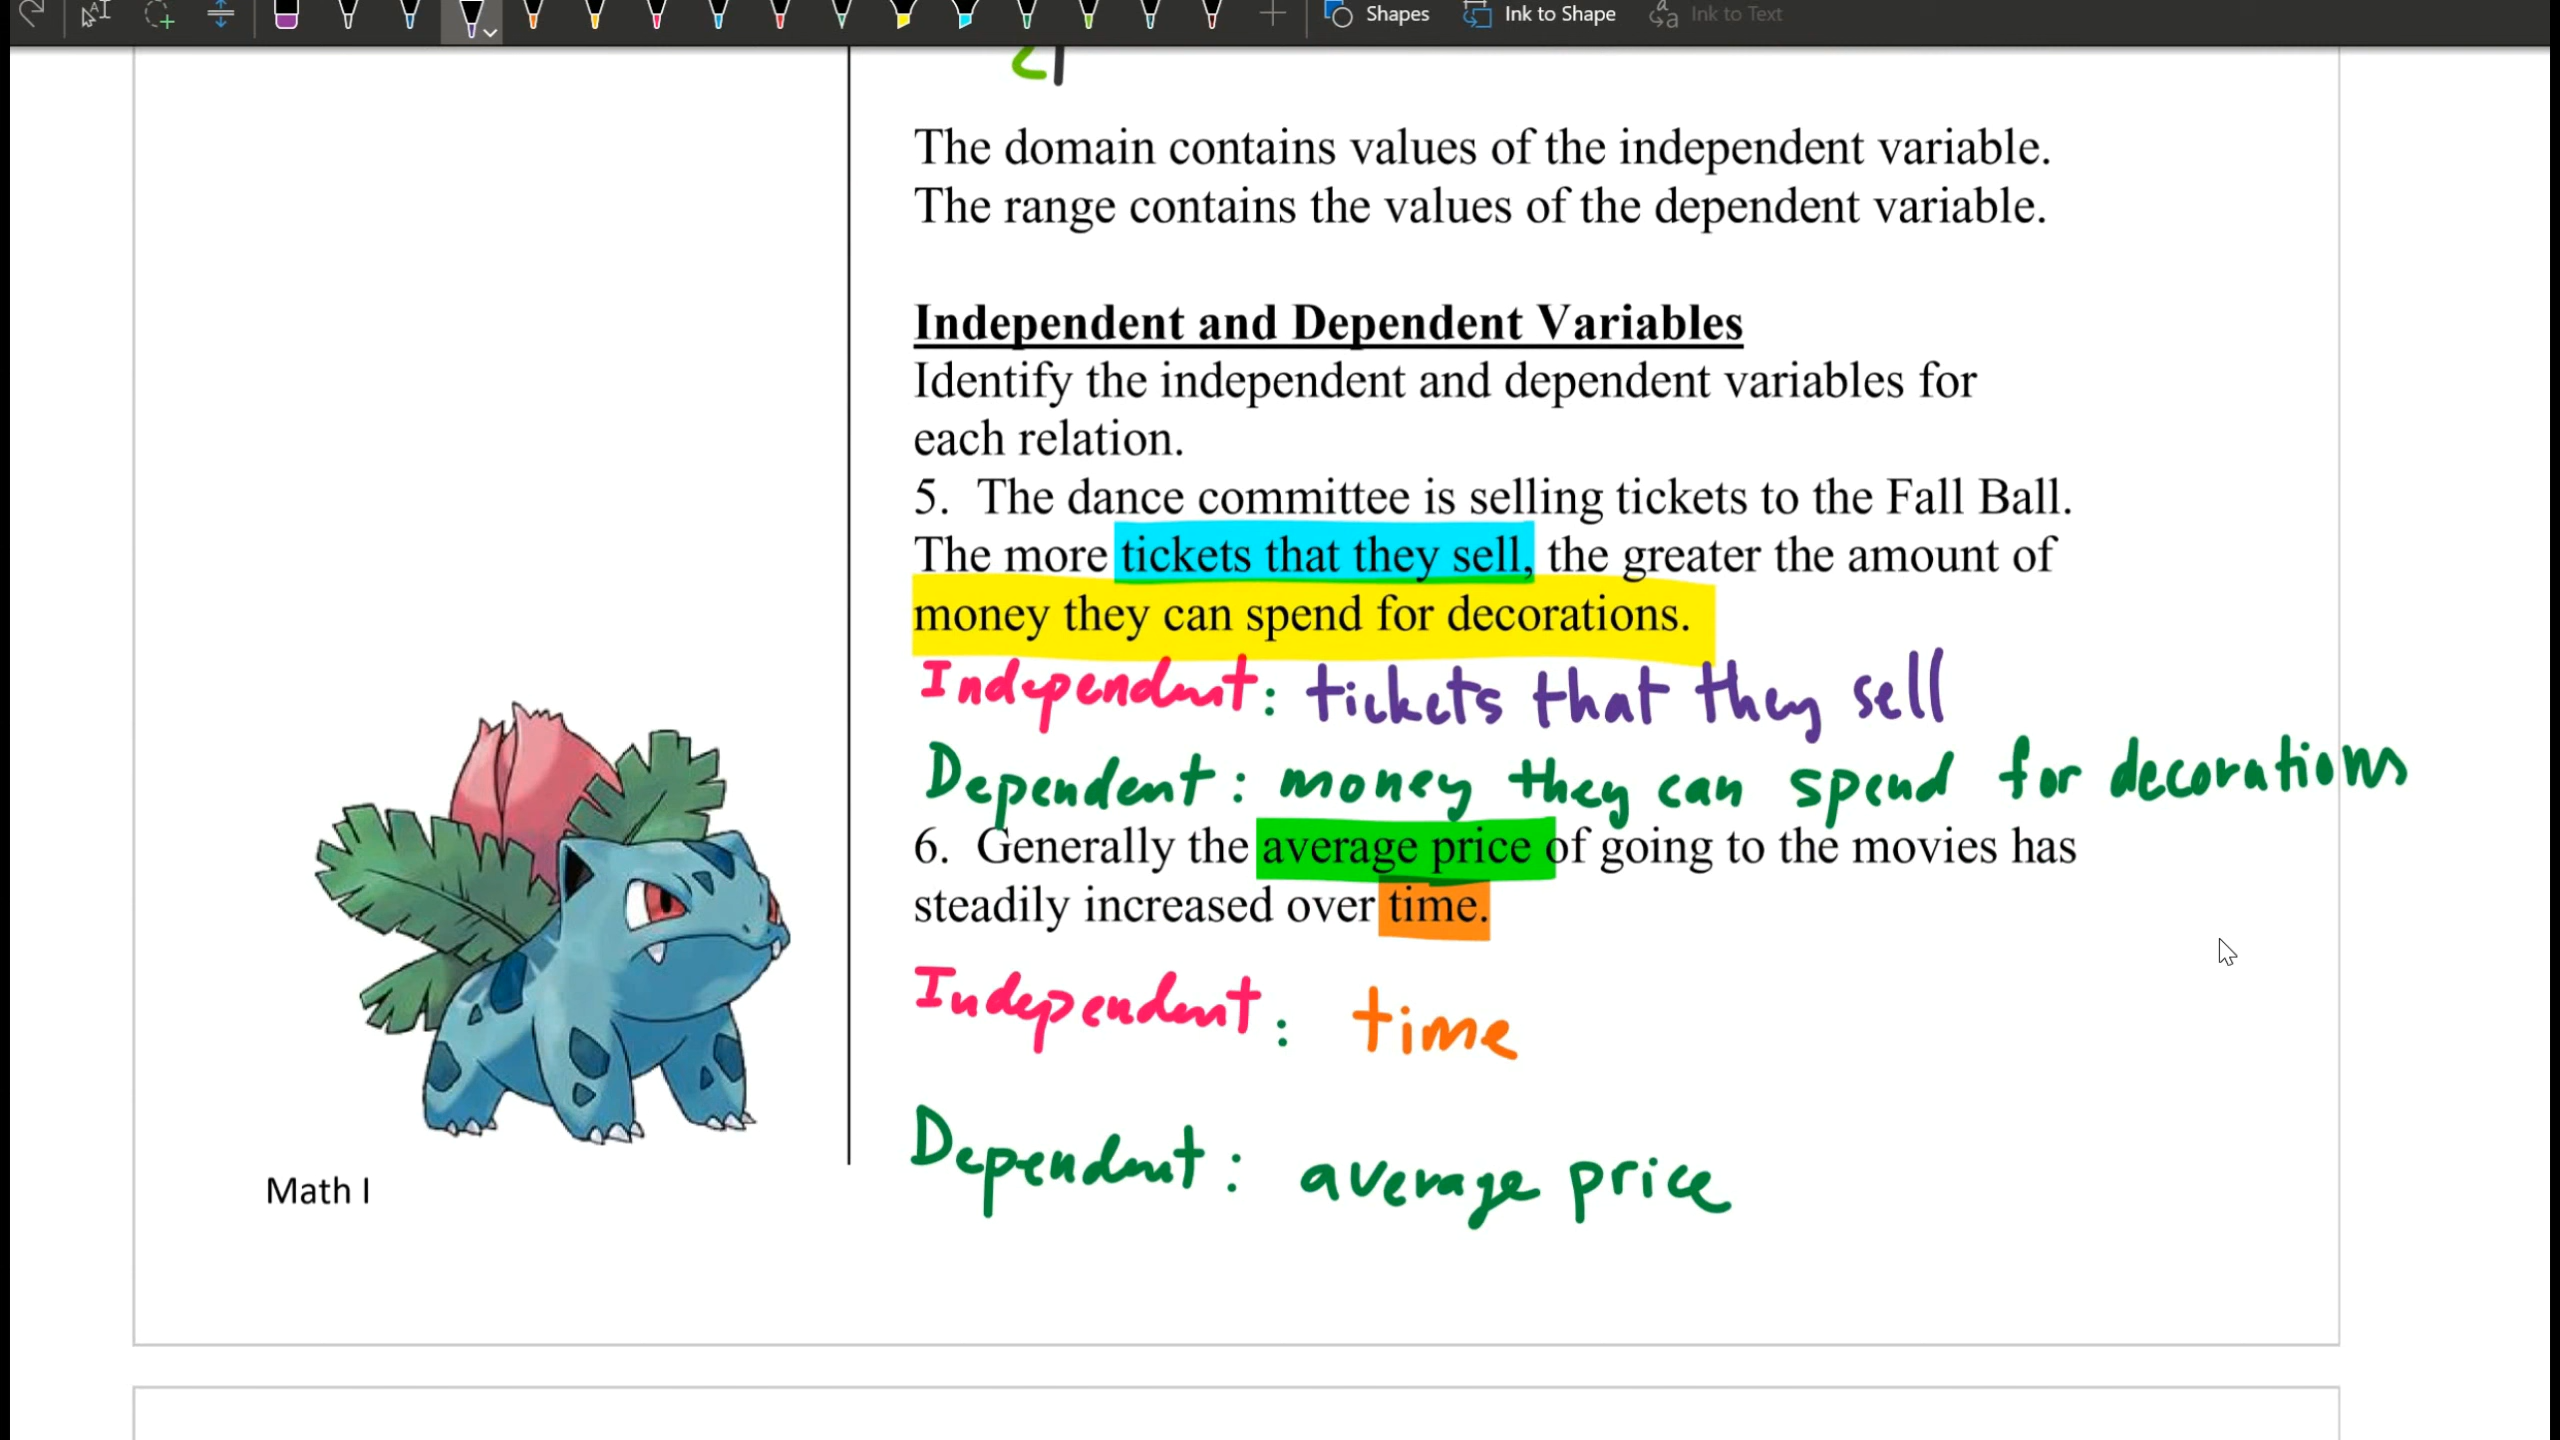 Shapes Ink to Shape Ink to Text
The domain contains values of the independent variable.
The range contains the values of the dependent variable.
Independent and Dependent Variables
Identify the independent and dependent variables for
each relation.
5. The dance committee is selling tickets to the Fall Ball.
The more tickets that they sell, the greater the amount of
money they can spend for decorations.
Independent: tickets that they sell
Dependent: money they can spend for decorations
6. Generally the average price of going to the movies has
steadily increased over time.
Independent: time
Dependent: average price
Math I